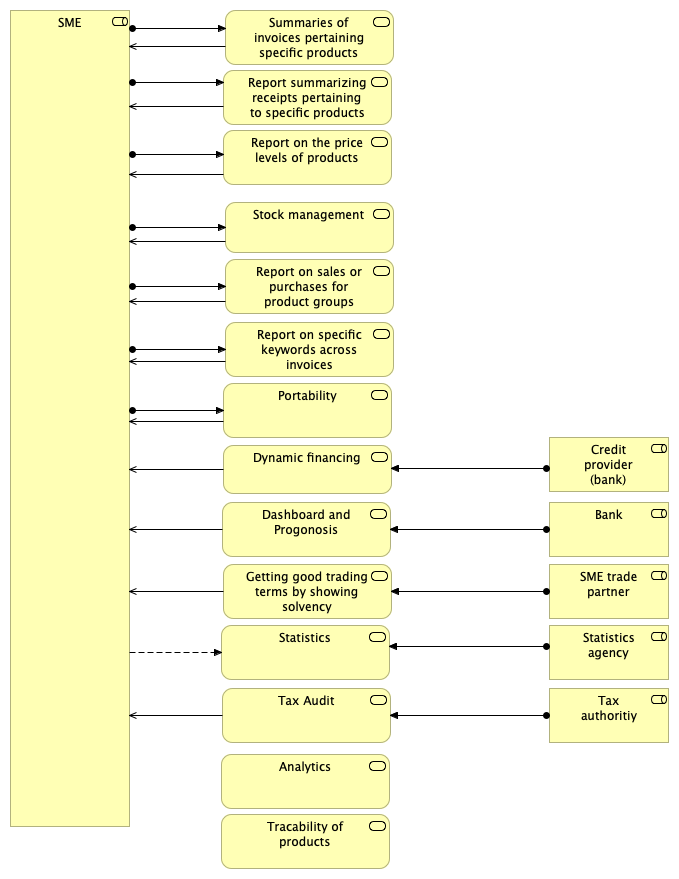 SME
Summaries of
invoices pertaining
specific products
Report summarizing
receipts pertaining
to specific products
Report on the price
levels of products
Stock management
Report on sales or
purchases for
product groups
Report on specific
keywords across
invoices
Portability
Dynamic financing
Credit
provider
(bank)
Dashboard and
Progonosis
Bank
Getting good trading
terms by showing
solvency
SME trade
partner
Statistics
Statistics
agency
Tax Audit
Tax
authoritiy
Analytics
Tracability of
products